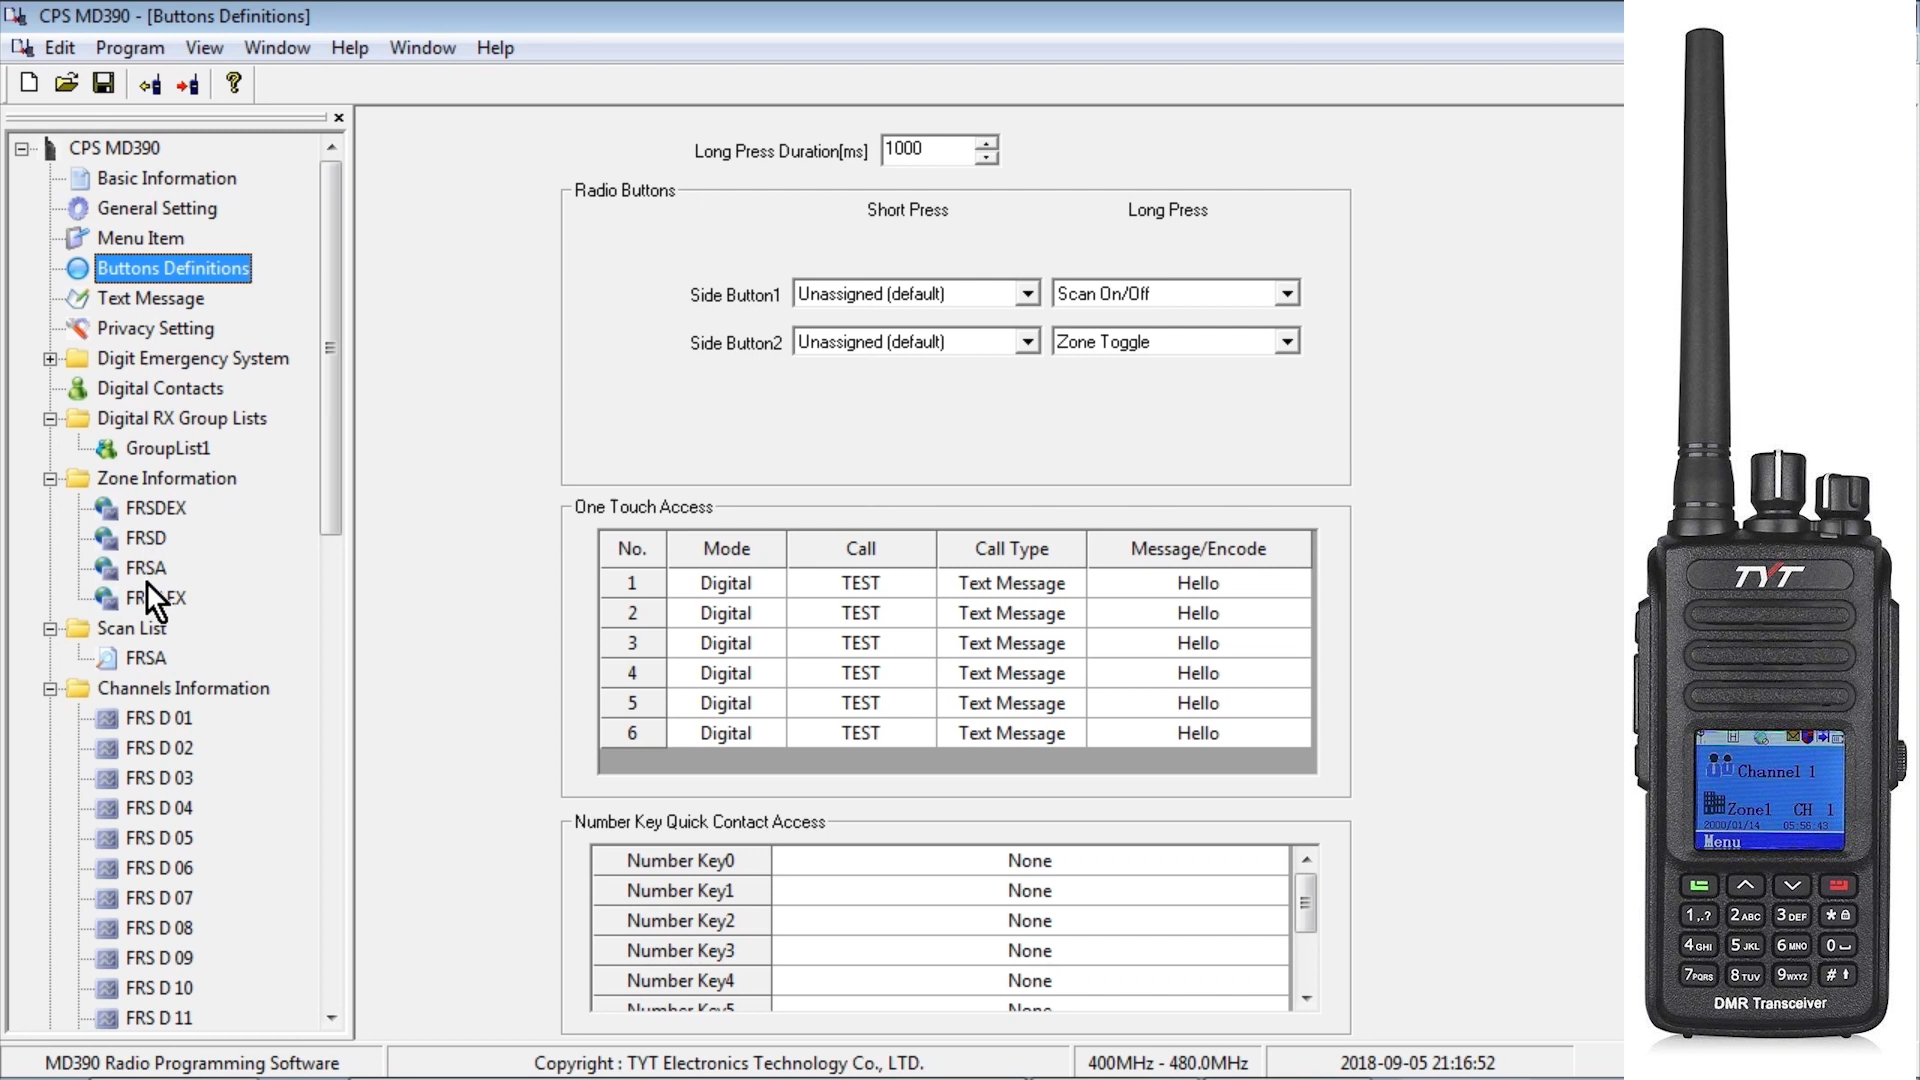 CPS MD390 - [Buttons Definitions]
Edit Program View Window Help Window Help
CPS MD390
Basic Information
General Setting
Menu Item
Buttons Definitions
Text Message
Privacy Setting
Digit Emergency System
Digital Contacts
Digital RX Group Lists
GroupList1
Zone Information
FRSDEX
FRSD
FRSA
Scan List
FRSA
Channels Information
FRS D 01
FRS D 02
FRS D 03
FRS D 04
FRS D 05
FRS D 06
FRS D 07
FRS D 08
FRS D 09
FRS D 10
FRS D 11
Long Press Duration[ms] 1000
Radio Buttons
Short Press Long Press
Side Button1 Unassigned (default) Scan On/Off
Side Button2 Unassigned (default) Zone Toggle
One Touch Access
No. Mode Call Call Type Message/Encode
1 Digital TEST Text Message Hello
2 Digital TEST Text Message Hello
3 Digital TEST Text Message Hello
4 Digital TEST Text Message Hello
5 Digital TEST Text Message Hello
6 Digital TEST Text Message Hello
Number Key Quick Contact Access
Number Key0 None
Number Key1 None
Number Key2 None
Number Key3 None
Number Key4 None
Number Key5 None
MD390 Radio Programming Software Copyright : TYT Electronics Technology Co., LTD. 400MHz - 480.0MHz 2018-09-05 21:16:52
TYT
H
Channel 1
Zone1 CH 1
2000/01/14 05:56:43
Menu
1,.? 2ABC 3DEF *
4GHI 5JKL 6MNO 0
7PQRS 8TUV 9WXYZ #
DMR Transceiver